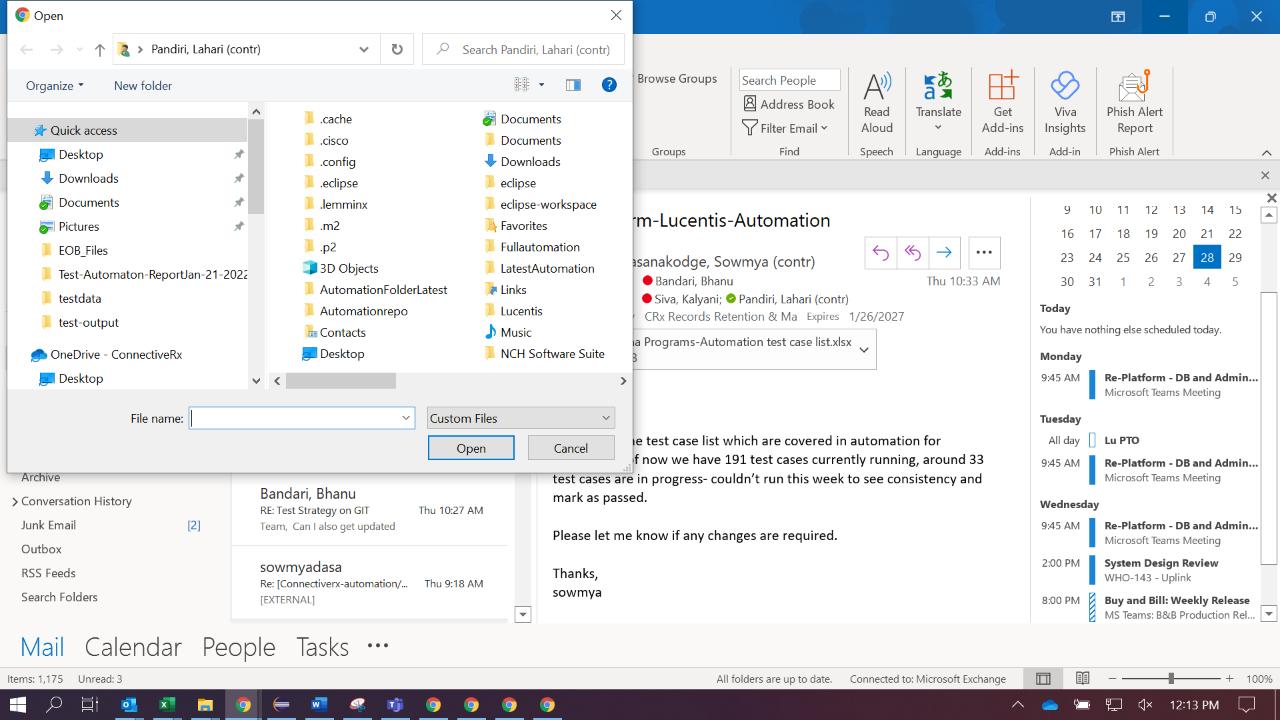 Open
Pandiri, Lahari (contr)
Search Pandiri, Lahari (contr)
Organize
New folder
Quick access
Desktop
Downloads
Documents
Pictures
EOB_Files
Test-Automaton-ReportJan-21-2022
testdata
test-output
OneDrive - ConnectiveRx
Desktop
.cache
.cisco
.config
.eclipse
.lemminx
.m2
.p2
3D Objects
AutomationFolderLatest
Automationrepo
Contacts
Desktop
Documents
Documents
Downloads
eclipse
eclipse-workspace
Favorites
Fullautomation
LatestAutomation
Links
Lucentis
Music
NCH Software Suite
File name:
Custom Files
Open
Cancel
Browse Groups
Groups
Search People
Address Book
Filter Email
Find
Read
Aloud
Speech
Translate
Language
Get
Add-ins
Add-ins
Viva
Insights
Add-in
Phish Alert
Report
Phish Alert
rm-Lucentis-Automation
asanakodge, Sowmya (contr)
Bandari, Bhanu
Thu 10:33 AM
Siva, Kalyani; Pandiri, Lahari (contr)
CRx Records Retention & Ma Expires 1/26/2027
na Programs-Automation test case list.xlsx
e test case list which are covered in automation for
f now we have 191 test cases currently running, around 33
test cases are in progress- couldn't run this week to see consistency and
mark as passed.
Please let me know if any changes are required.
Thanks,
sowmya
Archive
Conversation History
Junk Email [2]
Outbox
RSS Feeds
Search Folders
Bandari, Bhanu
RE: Test Strategy on GIT Thu 10:27 AM
Team, Can I also get updated
sowmyadasa
Re: [Connectiverx-automation/... Thu 9:18 AM
[EXTERNAL]
9 10 11 12 13 14 15
16 17 18 19 20 21 22
23 24 25 26 27 28 29
30 31 1 2 3 4 5
Today
You have nothing else scheduled today.
Monday
9:45 AM Re-Platform - DB and Admin...
Microsoft Teams Meeting
Tuesday
All day Lu PTO
9:45 AM Re-Platform - DB and Admin...
Microsoft Teams Meeting
Wednesday
9:45 AM Re-Platform - DB and Admin...
Microsoft Teams Meeting
2:00 PM System Design Review
WHO-143 - Uplink
8:00 PM Buy and Bill: Weekly Release
MS Teams: B&B Production Rel...
Mail Calendar People Tasks
Items: 1,175 Unread: 3
All folders are up to date. Connected to: Microsoft Exchange
100%
12:13 PM